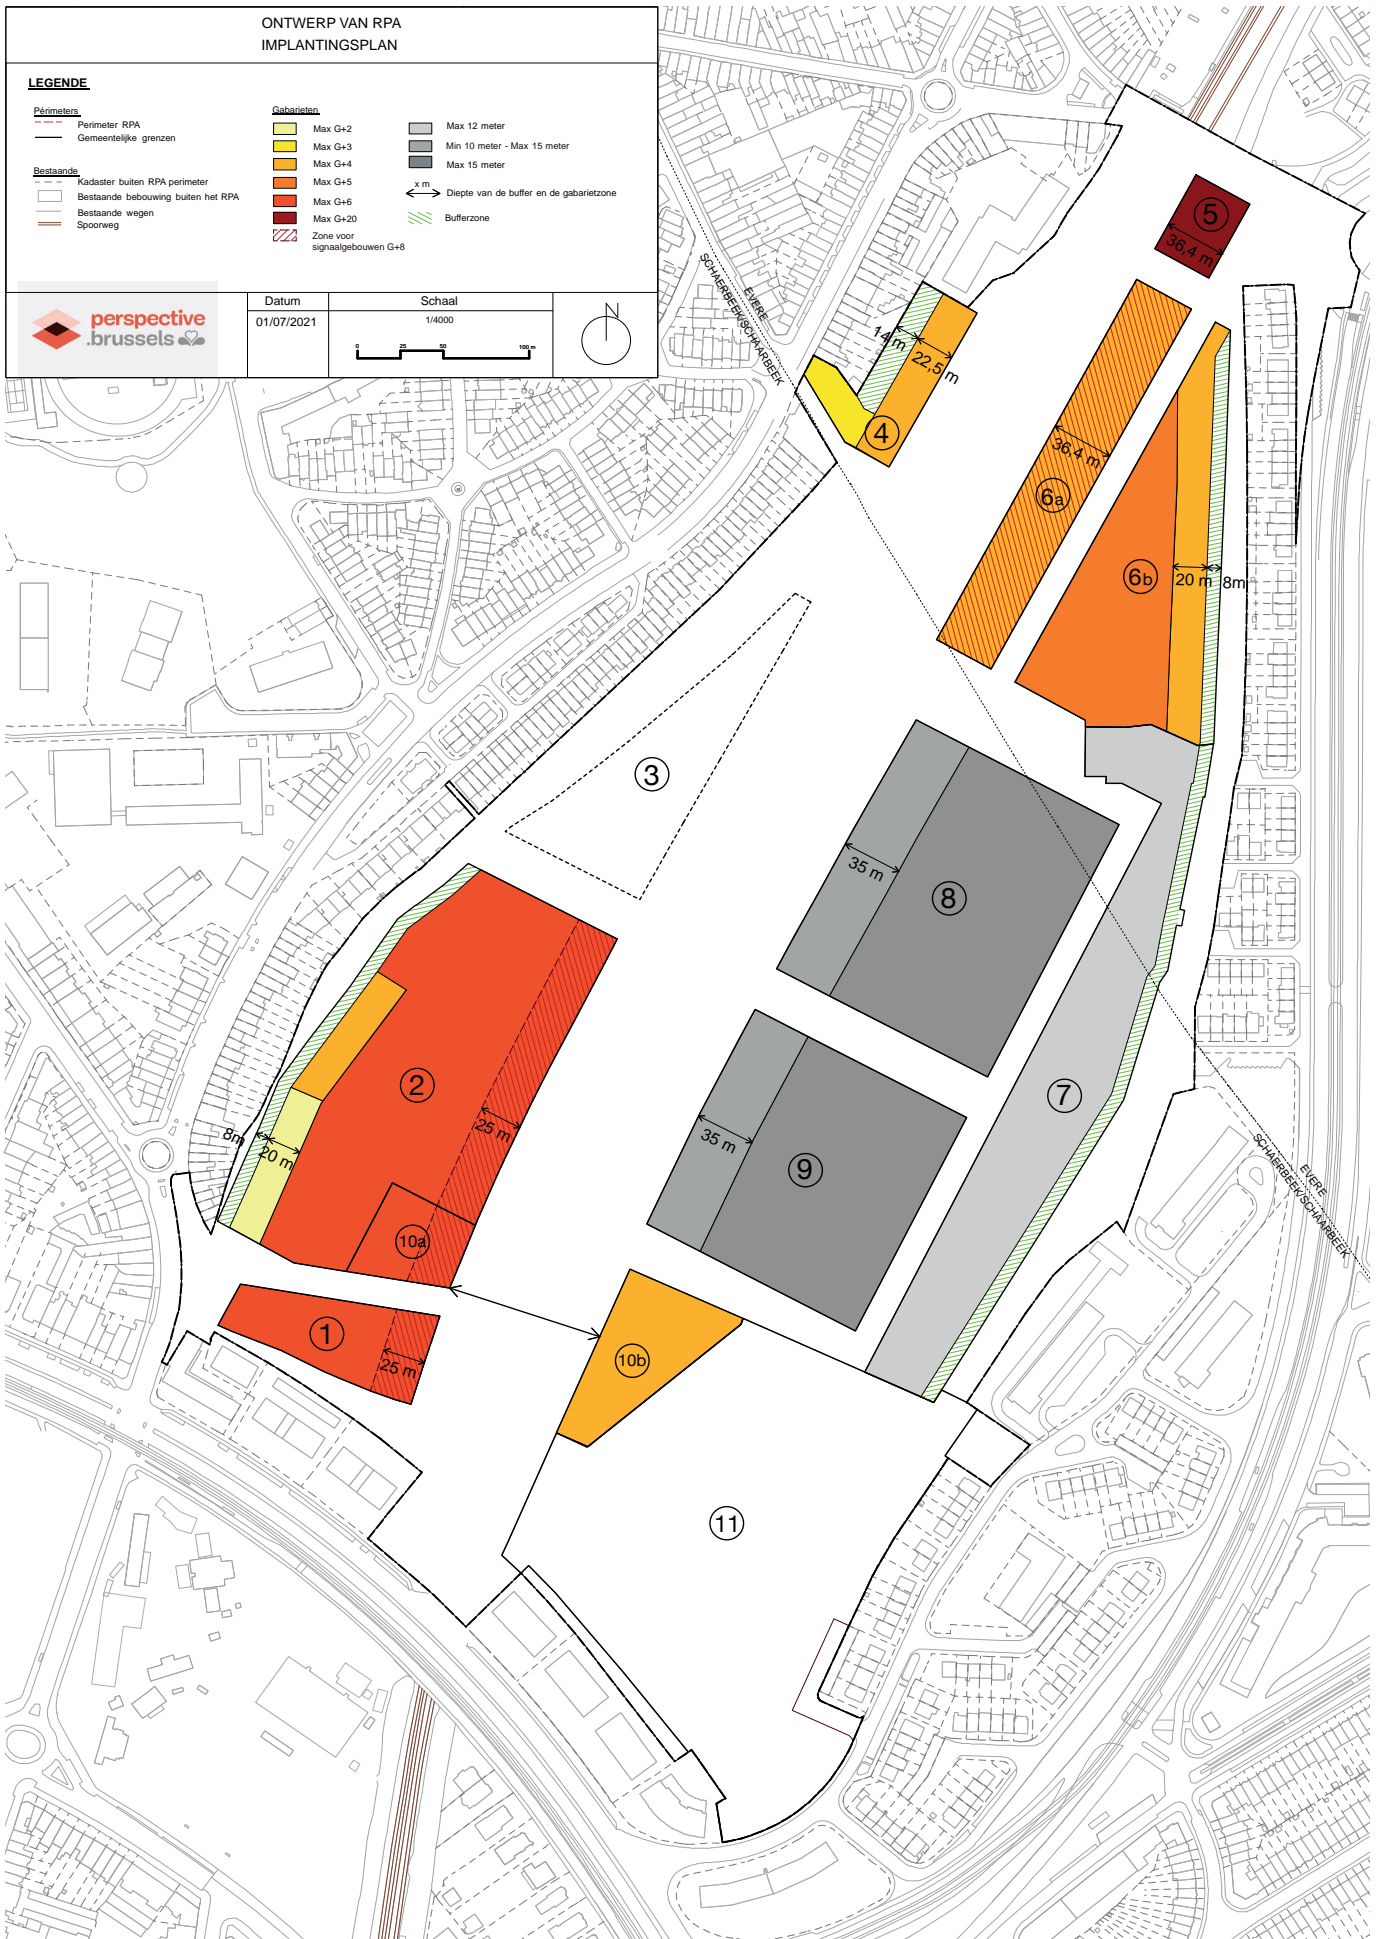 ONTWERP VAN RPA
IMPLANTINGSPLAN
LEGENDE
Périmeters
Perimeter RPA
Gemeentelijke grenzen
Bestaande
Kadaster buiten RPA perimeter
Bestaande bebouwing buiten het RPA
Bestaande wegen
Spoorweg
Gabarieten
Max G+2
Max G+3
Max G+4
Max G+5
Max G+6
Max G+20
Zone voor
signaalgebouwen G+8
Max 12 meter
Min 10 meter - Max 15 meter
Max 15 meter
x m
Diepte van de buffer en de gabarietzone
Bufferzone
perspective
.brussels
Datum
01/07/2021
Schaal
1/4000
0 25 50 100 m
N
EVERE
SCHAERBEEK/SCHAARBEEK
5
36,4 m
14 m
22,5 m
4
36,4 m
6a
6b
20 m
8m
3
35 m
8
2
25 m
8m
20 m
7
35 m
9
EVERE
SCHAERBEEK/SCHAARBEEK
10a
1
25 m
10b
11